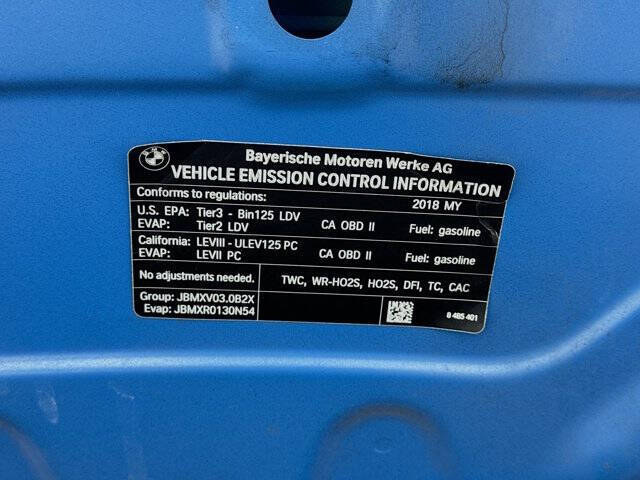 BMW
Bayerische Motoren Werke AG
VEHICLE EMISSION CONTROL INFORMATION
Conforms to regulations: 2018 MY
U.S. EPA: Tier3 - Bin125 LDV CA OBD II Fuel: gasoline
EVAP: Tier2 LDV
California: LEVIII - ULEV125 PC CA OBD II Fuel: gasoline
EVAP: LEVII PC
No adjustments needed. TWC, WR-HO2S, HO2S, DFI, TC, CAC
Group: JBMXV03.0B2X
Evap: JBMXR0130N54 8 485 401